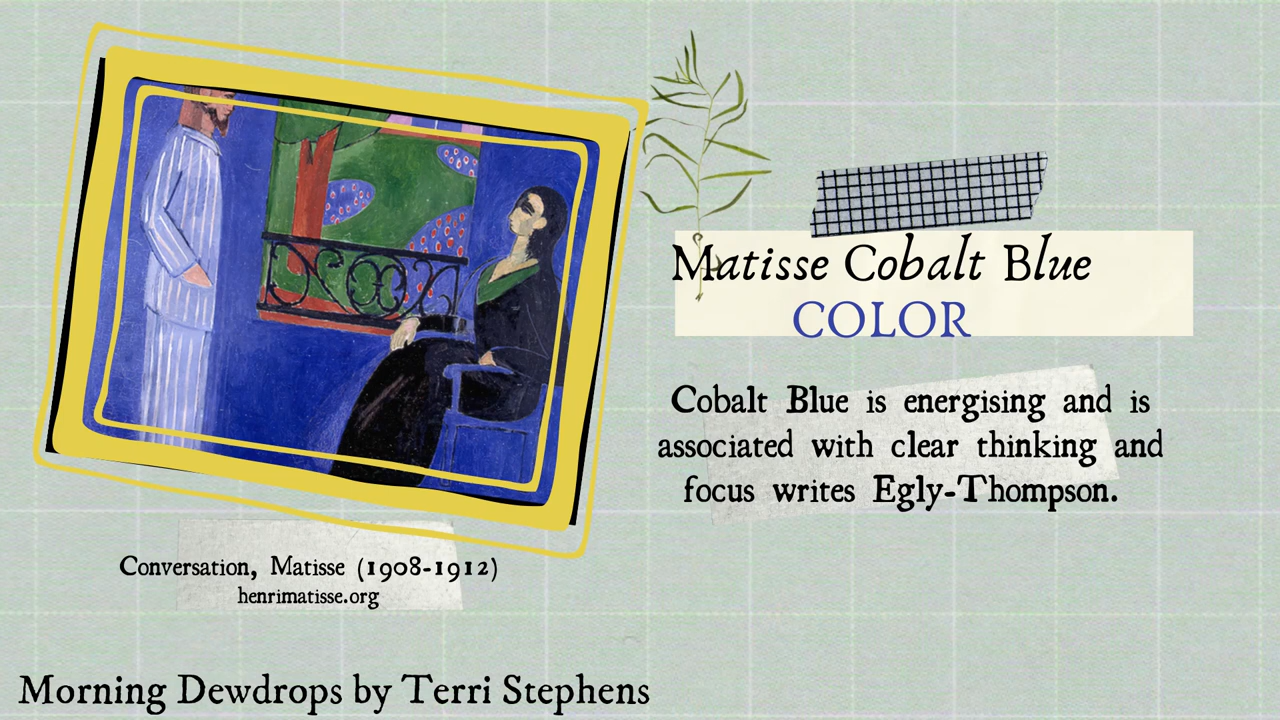 Matisse Cobalt Blue
COLOR
Cobalt Blue is energising and is
associated with clear thinking and
focus writes Egly-Thompson.
Conversation, Matisse (1908-1912)
henrimatisse.org
Morning Dewdrops by Terri Stephens